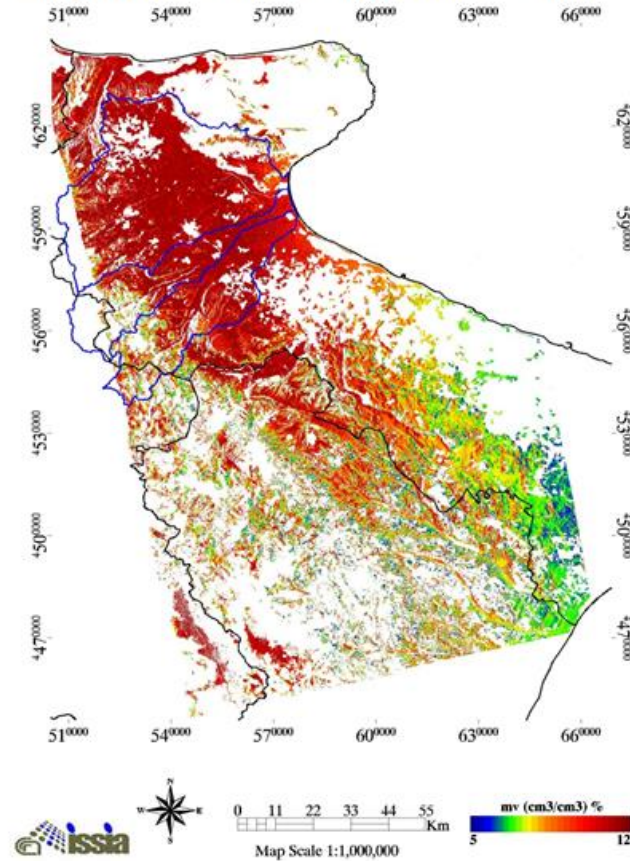 51⁰⁰⁰⁰ 54⁰⁰⁰⁰ 57⁰⁰⁰⁰ 60⁰⁰⁰⁰ 63⁰⁰⁰⁰ 66⁰⁰⁰⁰
462⁰⁰⁰⁰ 462⁰⁰⁰⁰
459⁰⁰⁰⁰ 459⁰⁰⁰⁰
456⁰⁰⁰⁰ 456⁰⁰⁰⁰
453⁰⁰⁰⁰ 453⁰⁰⁰⁰
450⁰⁰⁰⁰ 450⁰⁰⁰⁰
447⁰⁰⁰⁰ 447⁰⁰⁰⁰
51⁰⁰⁰⁰ 54⁰⁰⁰⁰ 57⁰⁰⁰⁰ 60⁰⁰⁰⁰ 63⁰⁰⁰⁰ 66⁰⁰⁰⁰
issia
N
W E
S
0 11 22 33 44 55
Km
Map Scale 1:1,000,000
mv (cm3/cm3) %
5 12